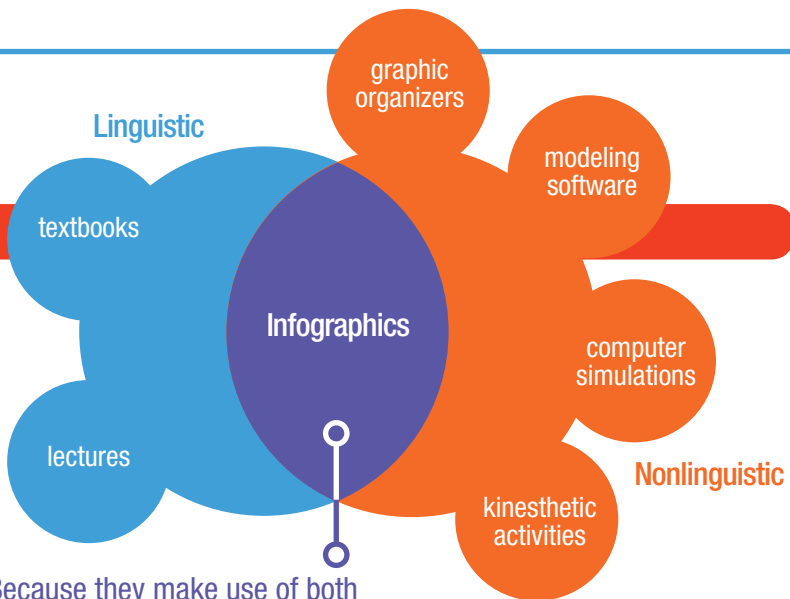 graphic
organizers
Linguistic
modeling
software
textbooks
Infographics
computer
simulations
lectures
Nonlinguistic
kinesthetic
activities
Because they make use of both